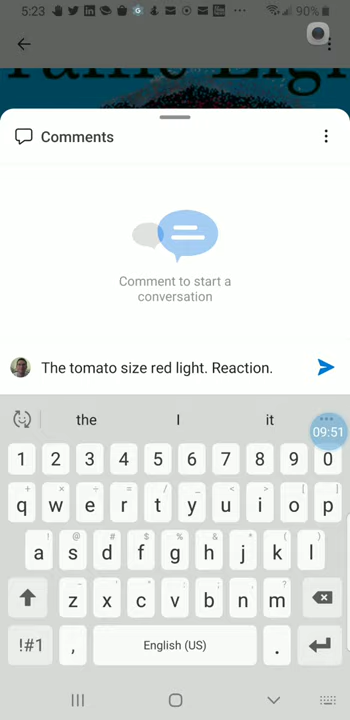 5:23 90%
Comments
Comment to start a
conversation
The tomato size red light. Reaction.
the I it
09:51
1 2 3 4 5 6 7 8 9 0
+ × ÷ = / _ < > [ ]
q w e r t y u i o p
@ # $ % ^ & * ( )
a s d f g h j k l
- ' " : ; , ?
z x c v b n m
!#1 , English (US) .